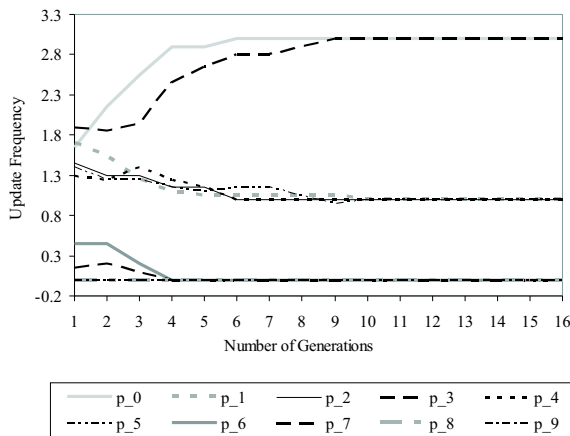 3.3
2.8
2.3
1.8
1.3
0.8
0.3
-0.2
Update Frequency
1 2 3 4 5 6 7 8 9 10 11 12 13 14 15 16
Number of Generations
p_0 p_1 p_2 p_3 p_4
p_5 p_6 p_7 p_8 p_9